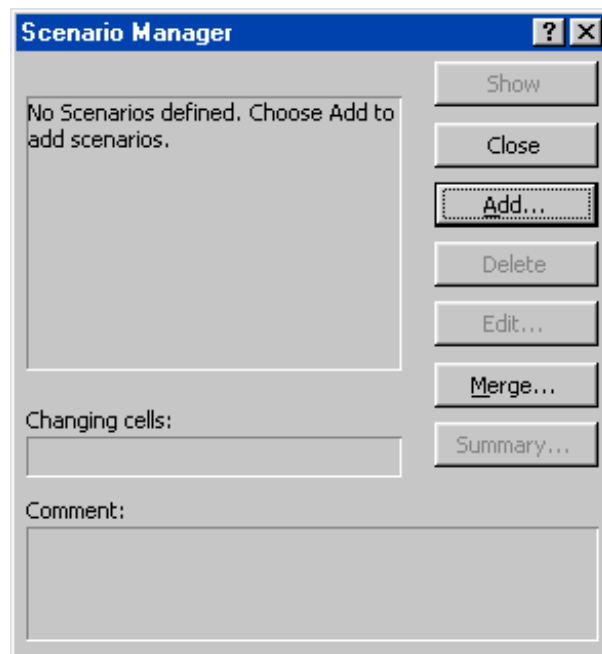 Scenario Manager
No Scenarios defined. Choose Add to
add scenarios.
Show
Close
Add...
Delete
Edit...
Merge...
Summary...
Changing cells:
Comment: